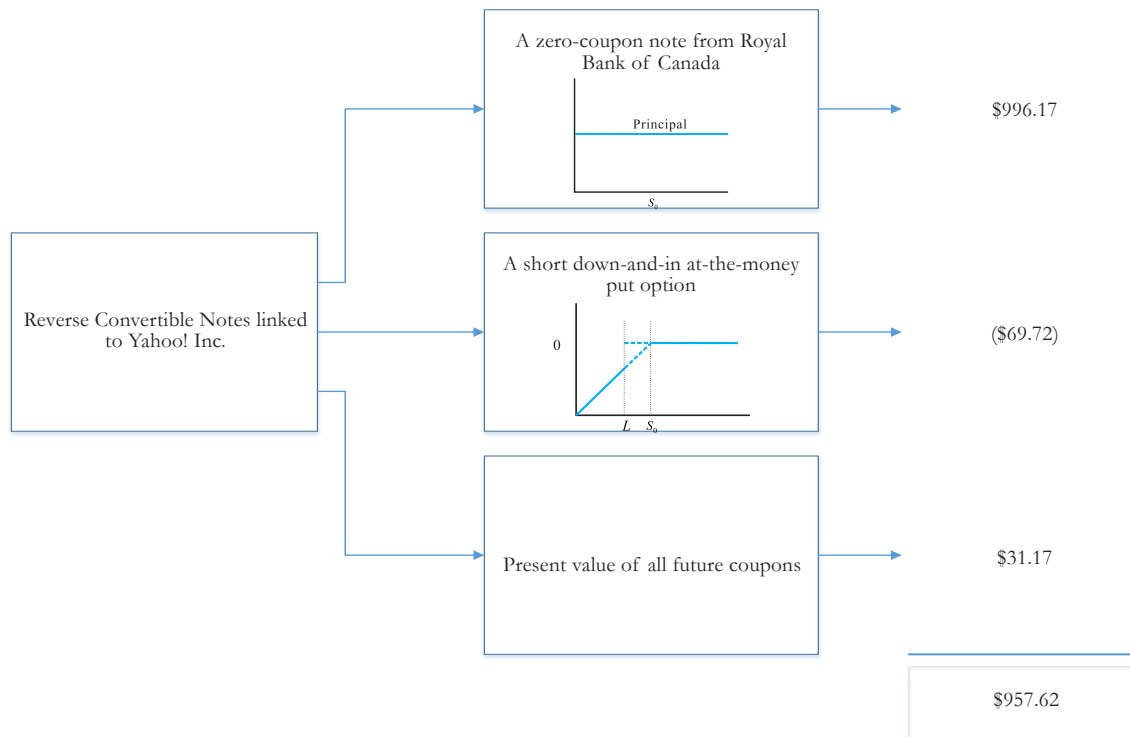 A zero-coupon note from Royal
Bank of Canada
Principal
S₀
$996.17
Reverse Convertible Notes linked
to Yahoo! Inc.
A short down-and-in at-the-money
put option
0
L
S₀
($69.72)
Present value of all future coupons
$31.17
$957.62